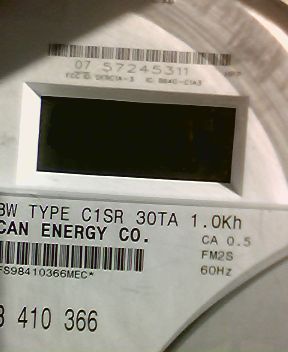 07 57245311
BW TYPE C1SR 30TA 1.0Kh
CAN ENERGY CO.
CA 0.5
FM2S
60Hz
FS98410366MEC*
8 410 366